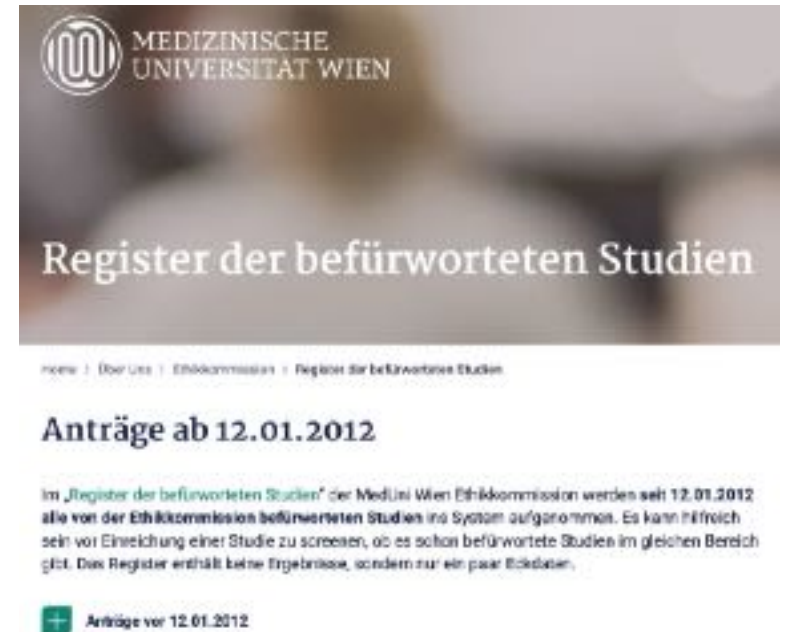 MEDIZINISCHE
UNIVERSITÄT WIEN
Register der befürworteten Studien
Home > Über Uns > Ethikkommission > Register der befürworteten Studien
Anträge ab 12.01.2012
Im „Register der befürworteten Studien" der MedUni Wien Ethikkommission werden seit 12.01.2012
alle von der Ethikkommission befürworteten Studien ins System aufgenommen. Es kann hilfreich
sein vor Einreichung einer Studie zu screenen, ob es schon befürwortete Studien im gleichen Bereich
gibt. Das Register enthält keine Ergebnisse, sondern nur ein paar Eckdaten.
Anträge vor 12.01.2012